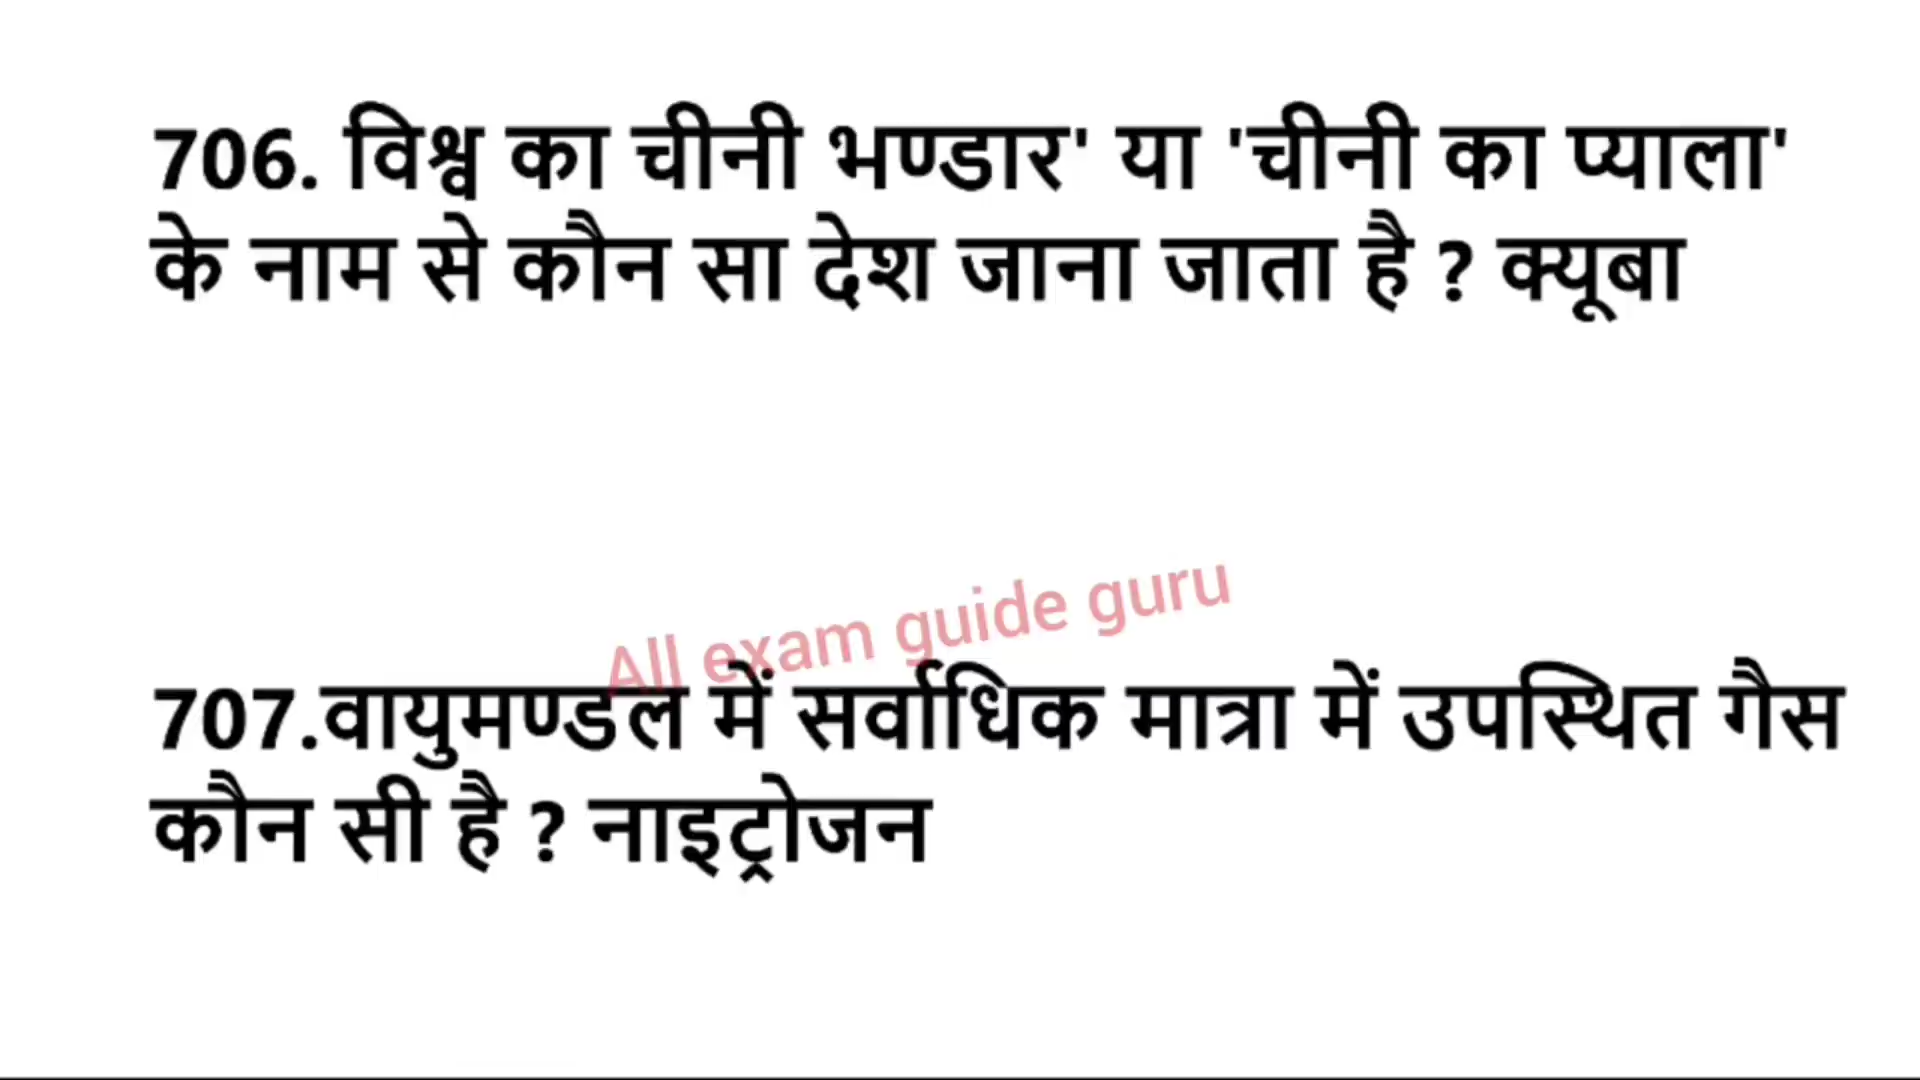 706. विश्व का चीनी भण्डार' या 'चीनी का प्याला'
के नाम से कौन सा देश जाना जाता है ? क्यूबा
All exam guide guru
707.वायुमण्डल में सर्वाधिक मात्रा में उपस्थित गैस
कौन सी है ? नाइट्रोजन